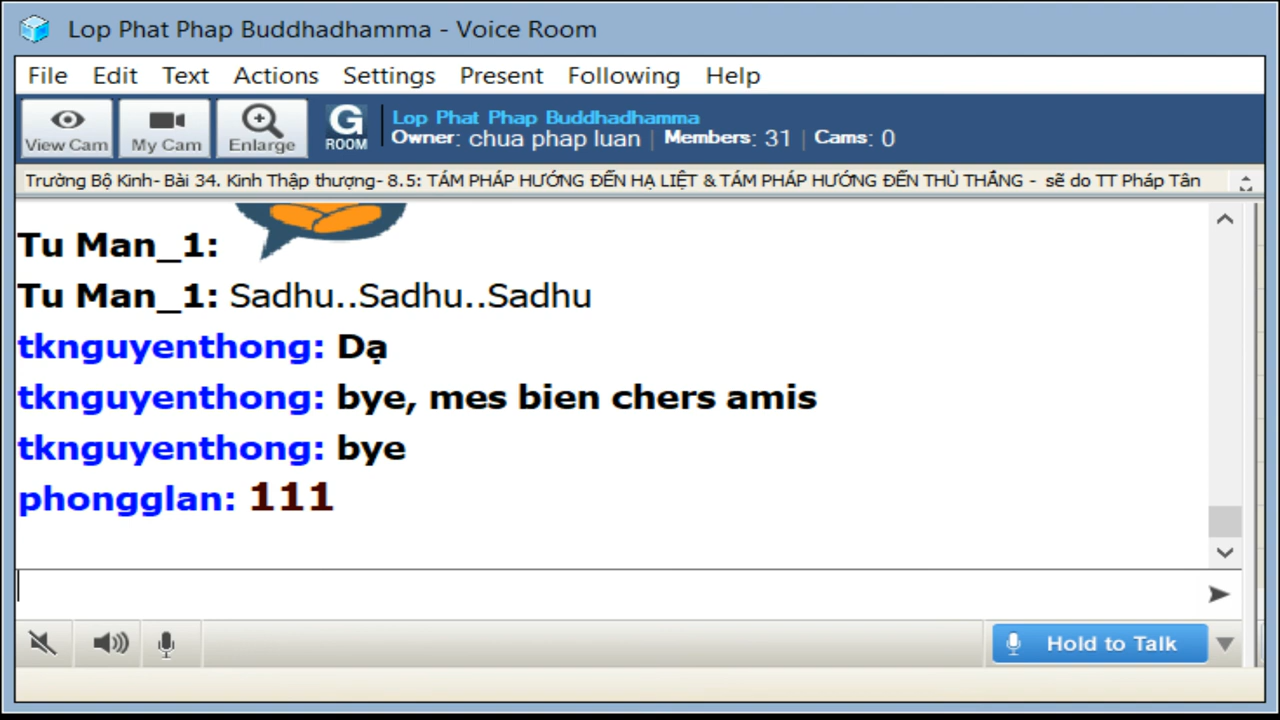 Lop Phat Phap Buddhadhamma - Voice Room
File Edit Text Actions Settings Present Following Help
View Cam My Cam Enlarge
G ROOM
Lop Phat Phap Buddhadhamma
Owner: chua phap luan | Members: 31 | Cams: 0
Trường Bộ Kinh- Bài 34. Kinh Thập thượng- 8.5: TÁM PHÁP HƯỚNG ĐẾN HẠ LIỆT & TÁM PHÁP HƯỚNG ĐẾN THÙ THẮNG - sẽ do TT Pháp Tân
Tu Man_1:
Tu Man_1: Sadhu..Sadhu..Sadhu
tknguyenthong: Dạ
tknguyenthong: bye, mes bien chers amis
tknguyenthong: bye
phongglan: 111
Hold to Talk